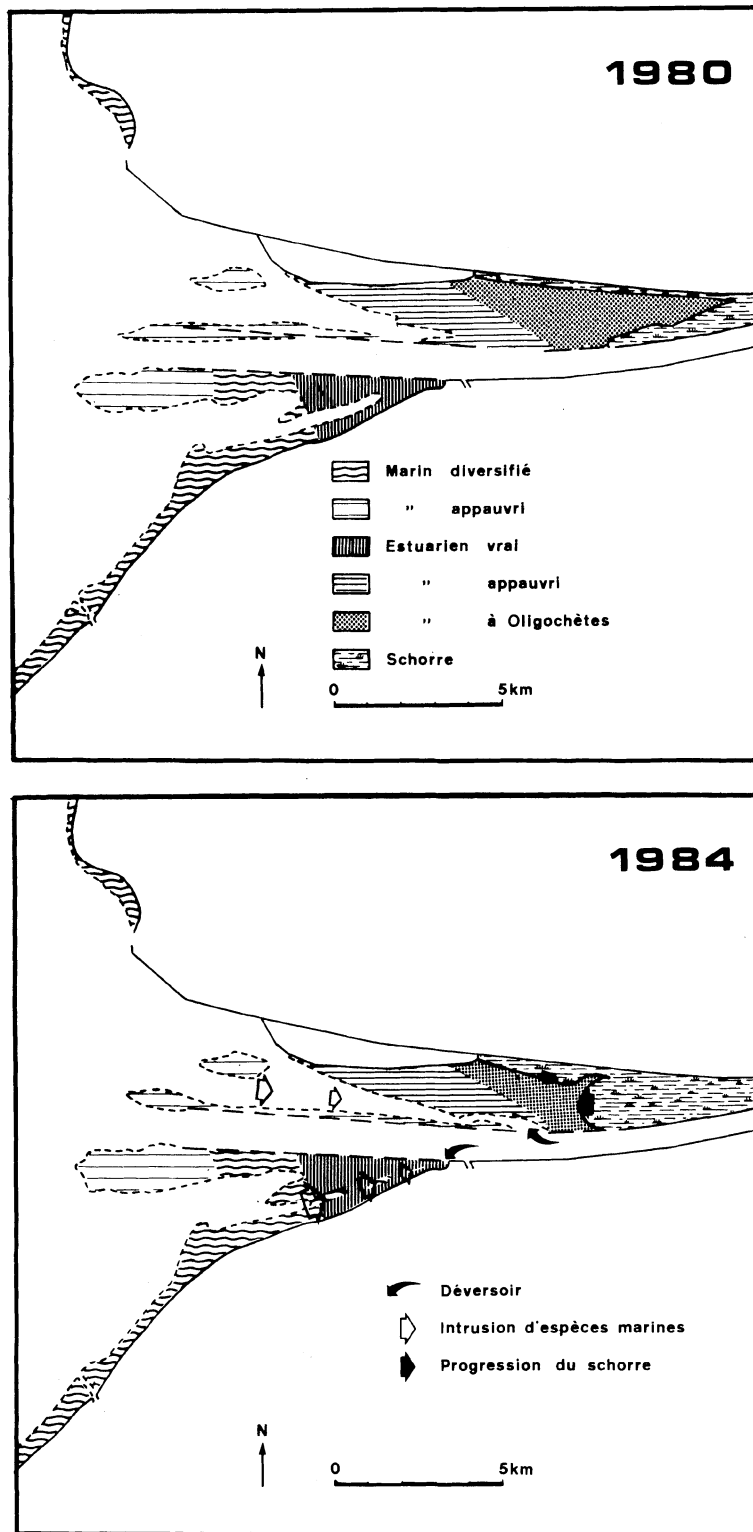 1980
Marin diversifié
" appauvri
Estuarien vrai
" appauvri
" à Oligochètes
Schorre
N
0 5km
1984
Déversoir
Intrusion d'espèces marines
Progression du schorre
N
0 5km